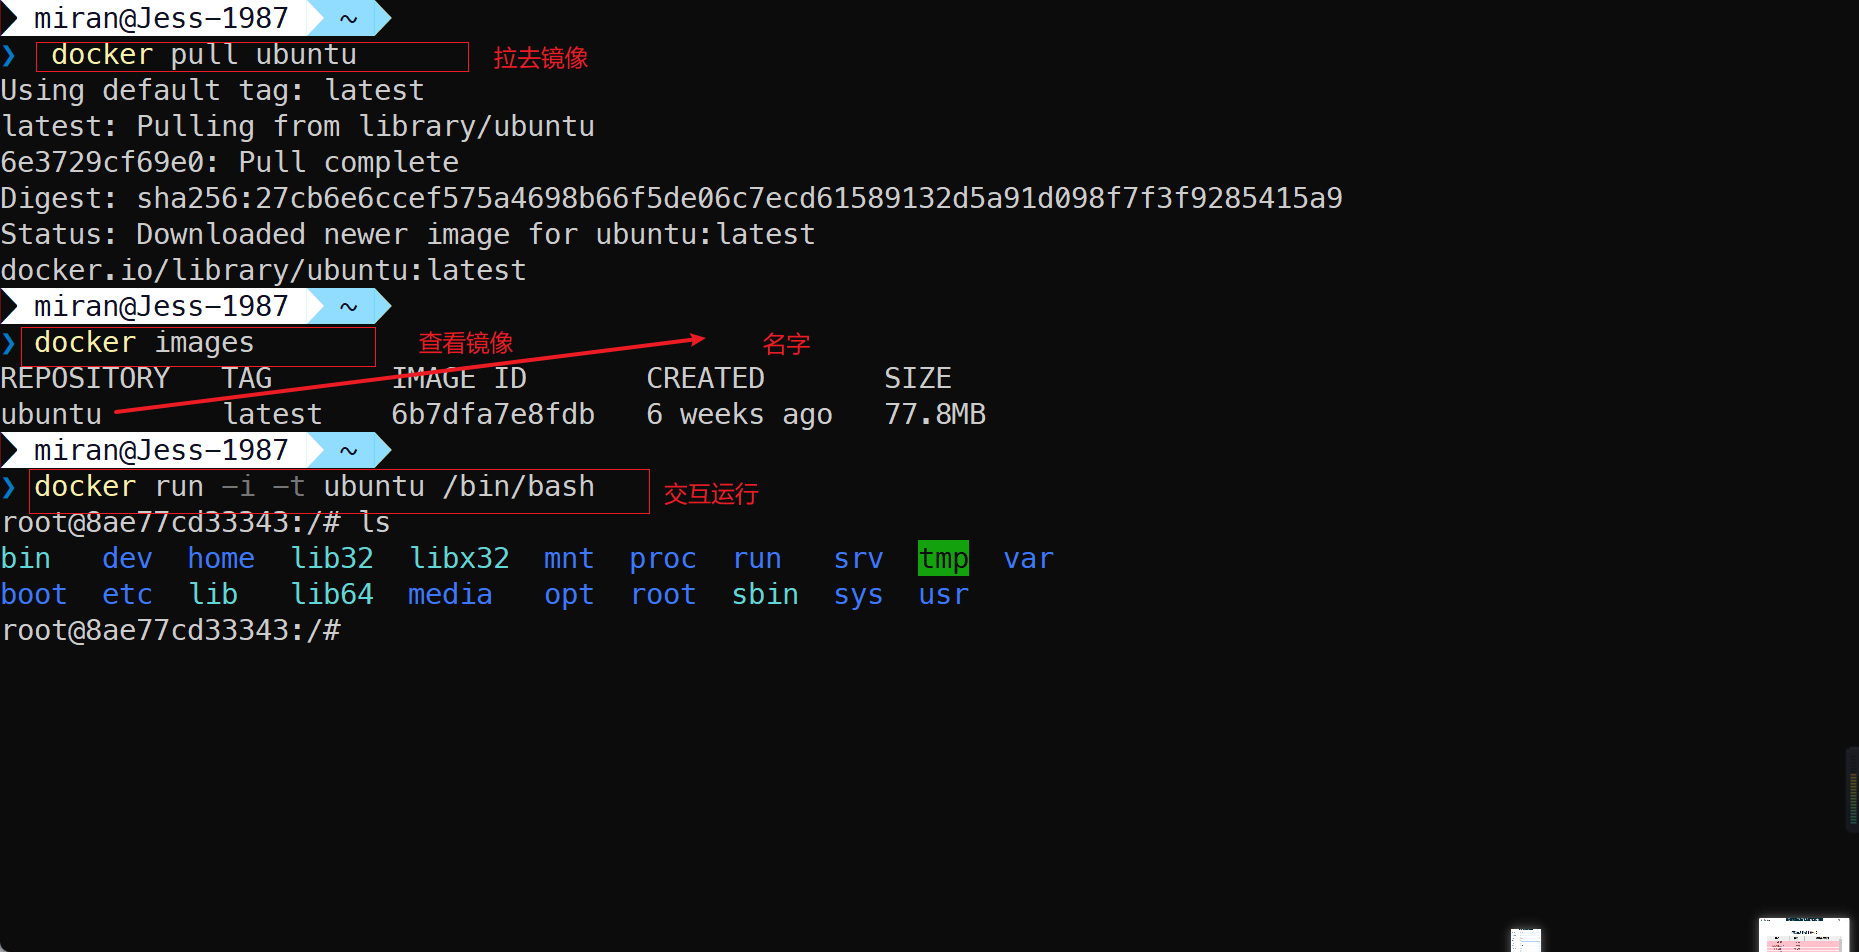 miran@Jess-1987 ~
❯ docker pull ubuntu 拉去镜像
Using default tag: latest
latest: Pulling from library/ubuntu
6e3729cf69e0: Pull complete
Digest: sha256:27cb6e6ccef575a4698b66f5de06c7ecd61589132d5a91d098f7f3f9285415a9
Status: Downloaded newer image for ubuntu:latest
docker.io/library/ubuntu:latest
miran@Jess-1987 ~
❯ docker images 查看镜像 名字
REPOSITORY TAG IMAGE ID CREATED SIZE
ubuntu latest 6b7dfa7e8fdb 6 weeks ago 77.8MB
miran@Jess-1987 ~
❯ docker run -i -t ubuntu /bin/bash 交互运行
root@8ae77cd33343:/# ls
bin dev home lib32 libx32 mnt proc run srv tmp var
boot etc lib lib64 media opt root sbin sys usr
root@8ae77cd33343:/#